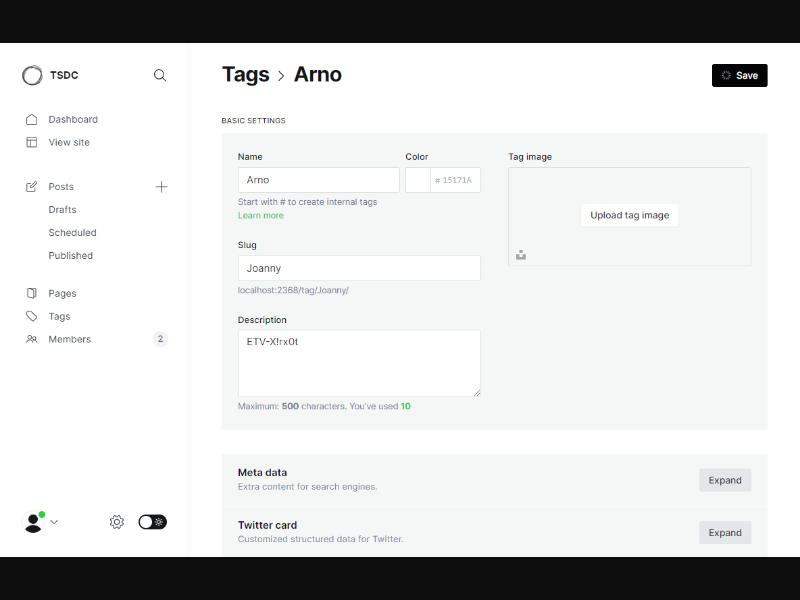 TSDC
Dashboard
View site
Posts
Drafts
Scheduled
Published
Pages
Tags
Members 2
Tags › Arno
Save
BASIC SETTINGS
Name
Arno
Start with # to create internal tags
Learn more
Color
# 15171A
Slug
Joanny
localhost:2368/tag/Joanny/
Description
ETV-X!rx0t
Maximum: 500 characters. You've used 10
Tag image
Upload tag image
Meta data
Extra content for search engines.
Expand
Twitter card
Customized structured data for Twitter.
Expand